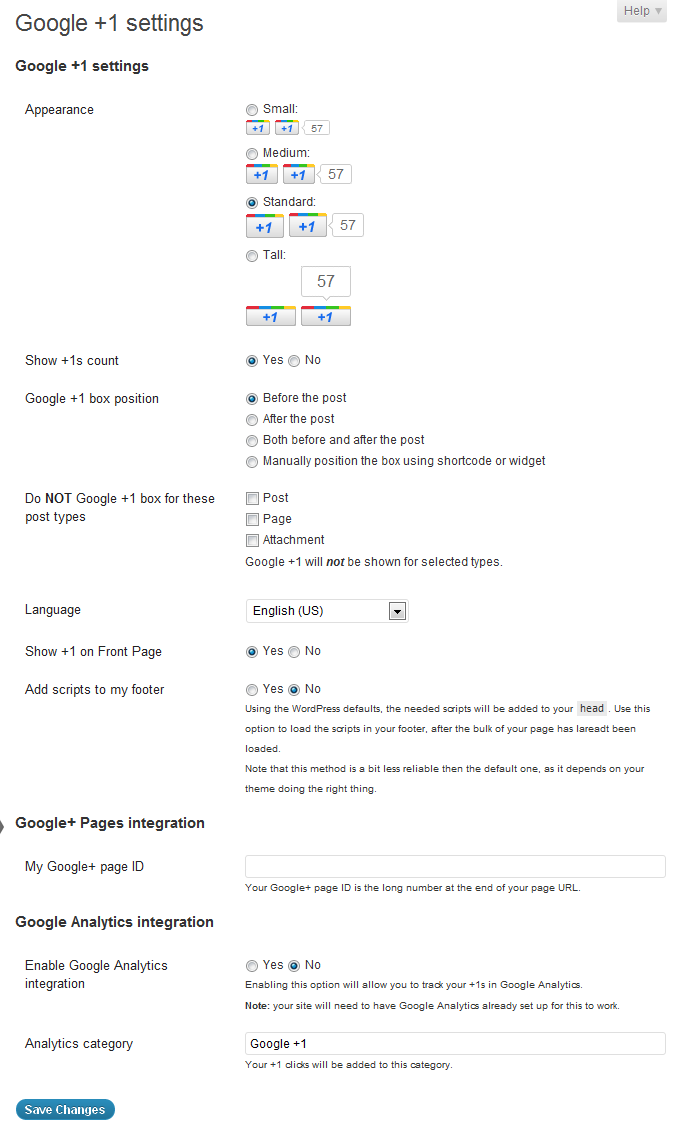 Help
Google +1 settings
Google +1 settings
Appearance
Small:
+1 +1 57
Medium:
+1 +1 57
Standard:
+1 +1 57
Tall:
57
+1 +1
Show +1s count
Yes No
Google +1 box position
Before the post
After the post
Both before and after the post
Manually position the box using shortcode or widget
Do NOT Google +1 box for these
post types
Post
Page
Attachment
Google +1 will not be shown for selected types.
Language
English (US)
Show +1 on Front Page
Yes No
Add scripts to my footer
Yes No
Using the WordPress defaults, the needed scripts will be added to your head . Use this
option to load the scripts in your footer, after the bulk of your page has lareadt been
loaded.
Note that this method is a bit less reliable then the default one, as it depends on your
theme doing the right thing.
Google+ Pages integration
My Google+ page ID
Your Google+ page ID is the long number at the end of your page URL.
Google Analytics integration
Enable Google Analytics
integration
Yes No
Enabling this option will allow you to track your +1s in Google Analytics.
Note: your site will need to have Google Analytics already set up for this to work.
Analytics category
Google +1
Your +1 clicks will be added to this category.
Save Changes